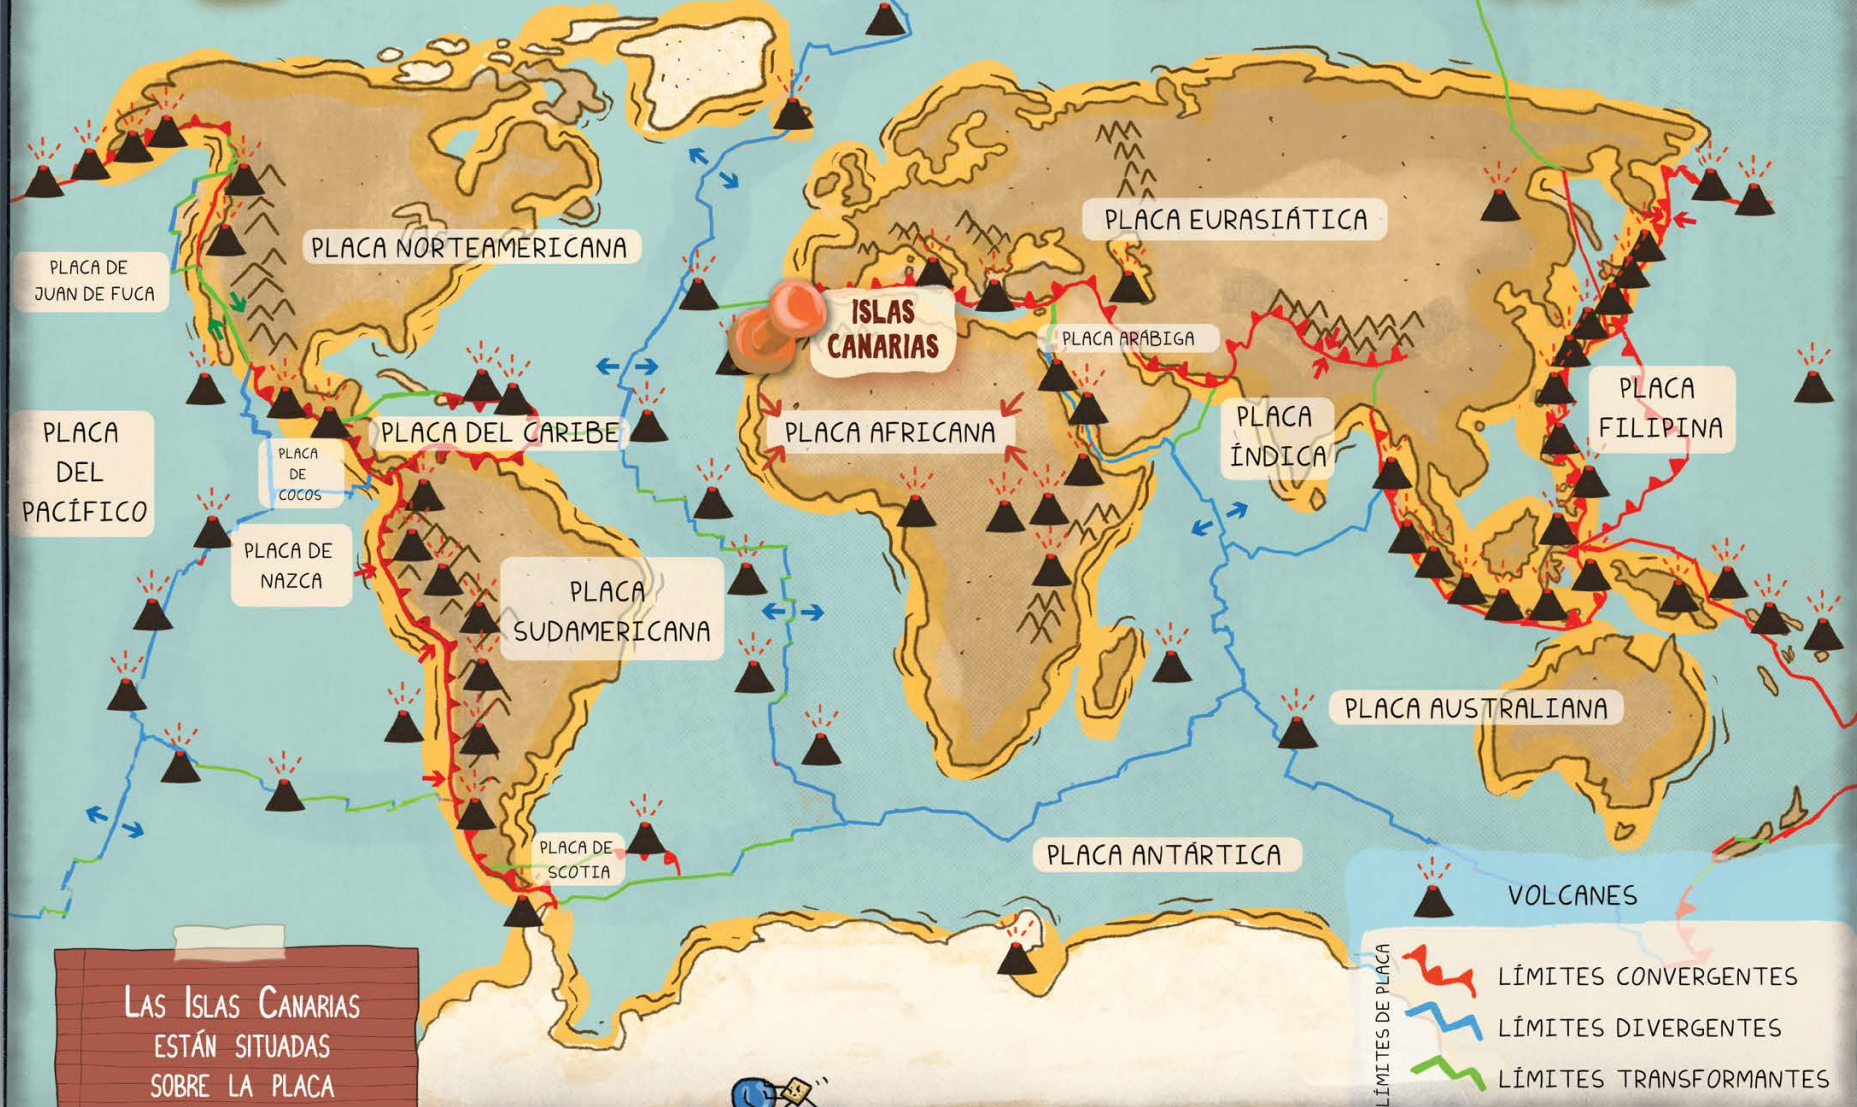 PLACA NORTEAMERICANA
PLACA EUROASIÁTICA
PLACA DE
JUAN DE FUCA
ISLAS
CANARIAS
PLACA ARÁBIGA
PLACA
DEL
PACÍFICO
PLACA DEL CARIBE
PLACA AFRICANA
PLACA
ÍNDICA
PLACA
FILIPINA
PLACA
DE
COCOS
PLACA DE
NAZCA
PLACA
SUDAMERICANA
PLACA AUSTRALIANA
PLACA DE
SCOTIA
PLACA ANTÁRTICA
LAS ISLAS CANARIAS
ESTÁN SITUADAS
SOBRE LA PLACA
VOLCANES
LÍMITES DE PLACA
LÍMITES CONVERGENTES
LÍMITES DIVERGENTES
LÍMITES TRANSFORMANTES